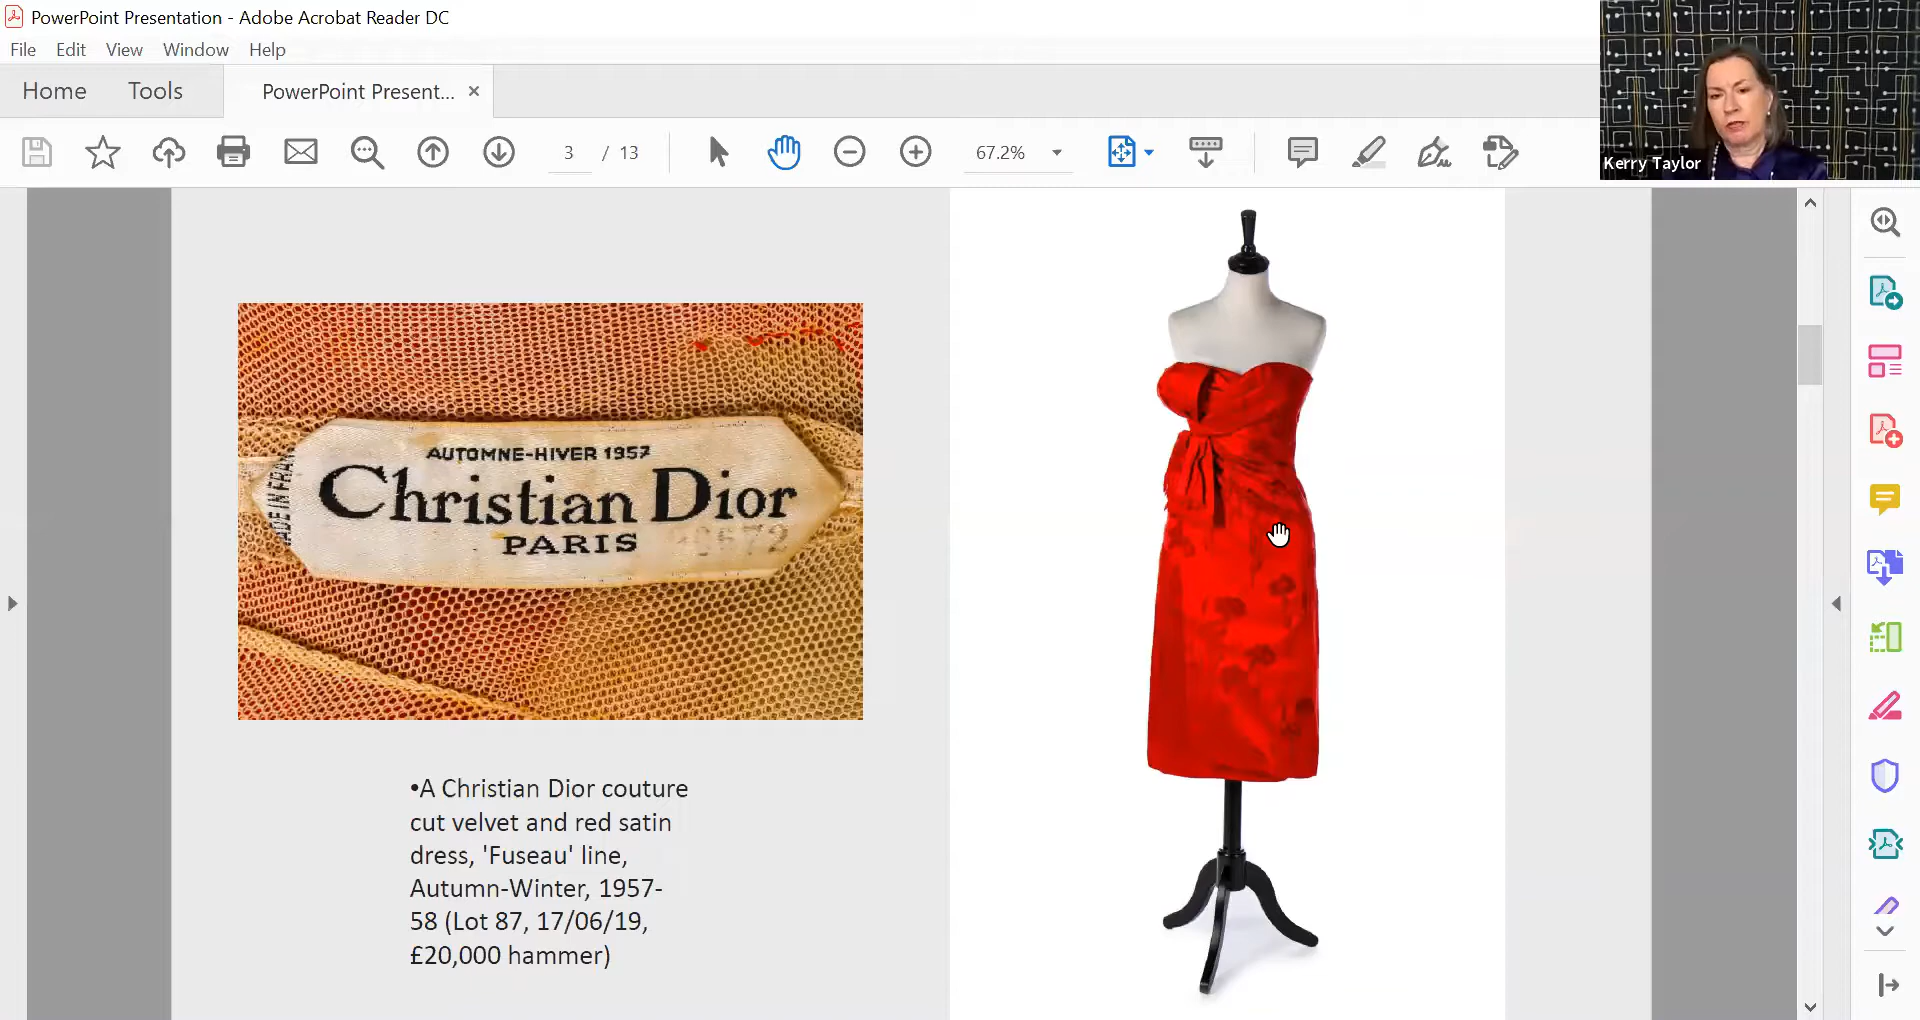 PowerPoint Presentation - Adobe Acrobat Reader DC
File Edit View Window Help
Home Tools PowerPoint Present... ×
3 / 13 67.2%
Kerry Taylor
AUTOMNE-HIVER 1957
Christian Dior
PARIS
•A Christian Dior couture
cut velvet and red satin
dress, 'Fuseau' line,
Autumn-Winter, 1957-
58 (Lot 87, 17/06/19,
£20,000 hammer)